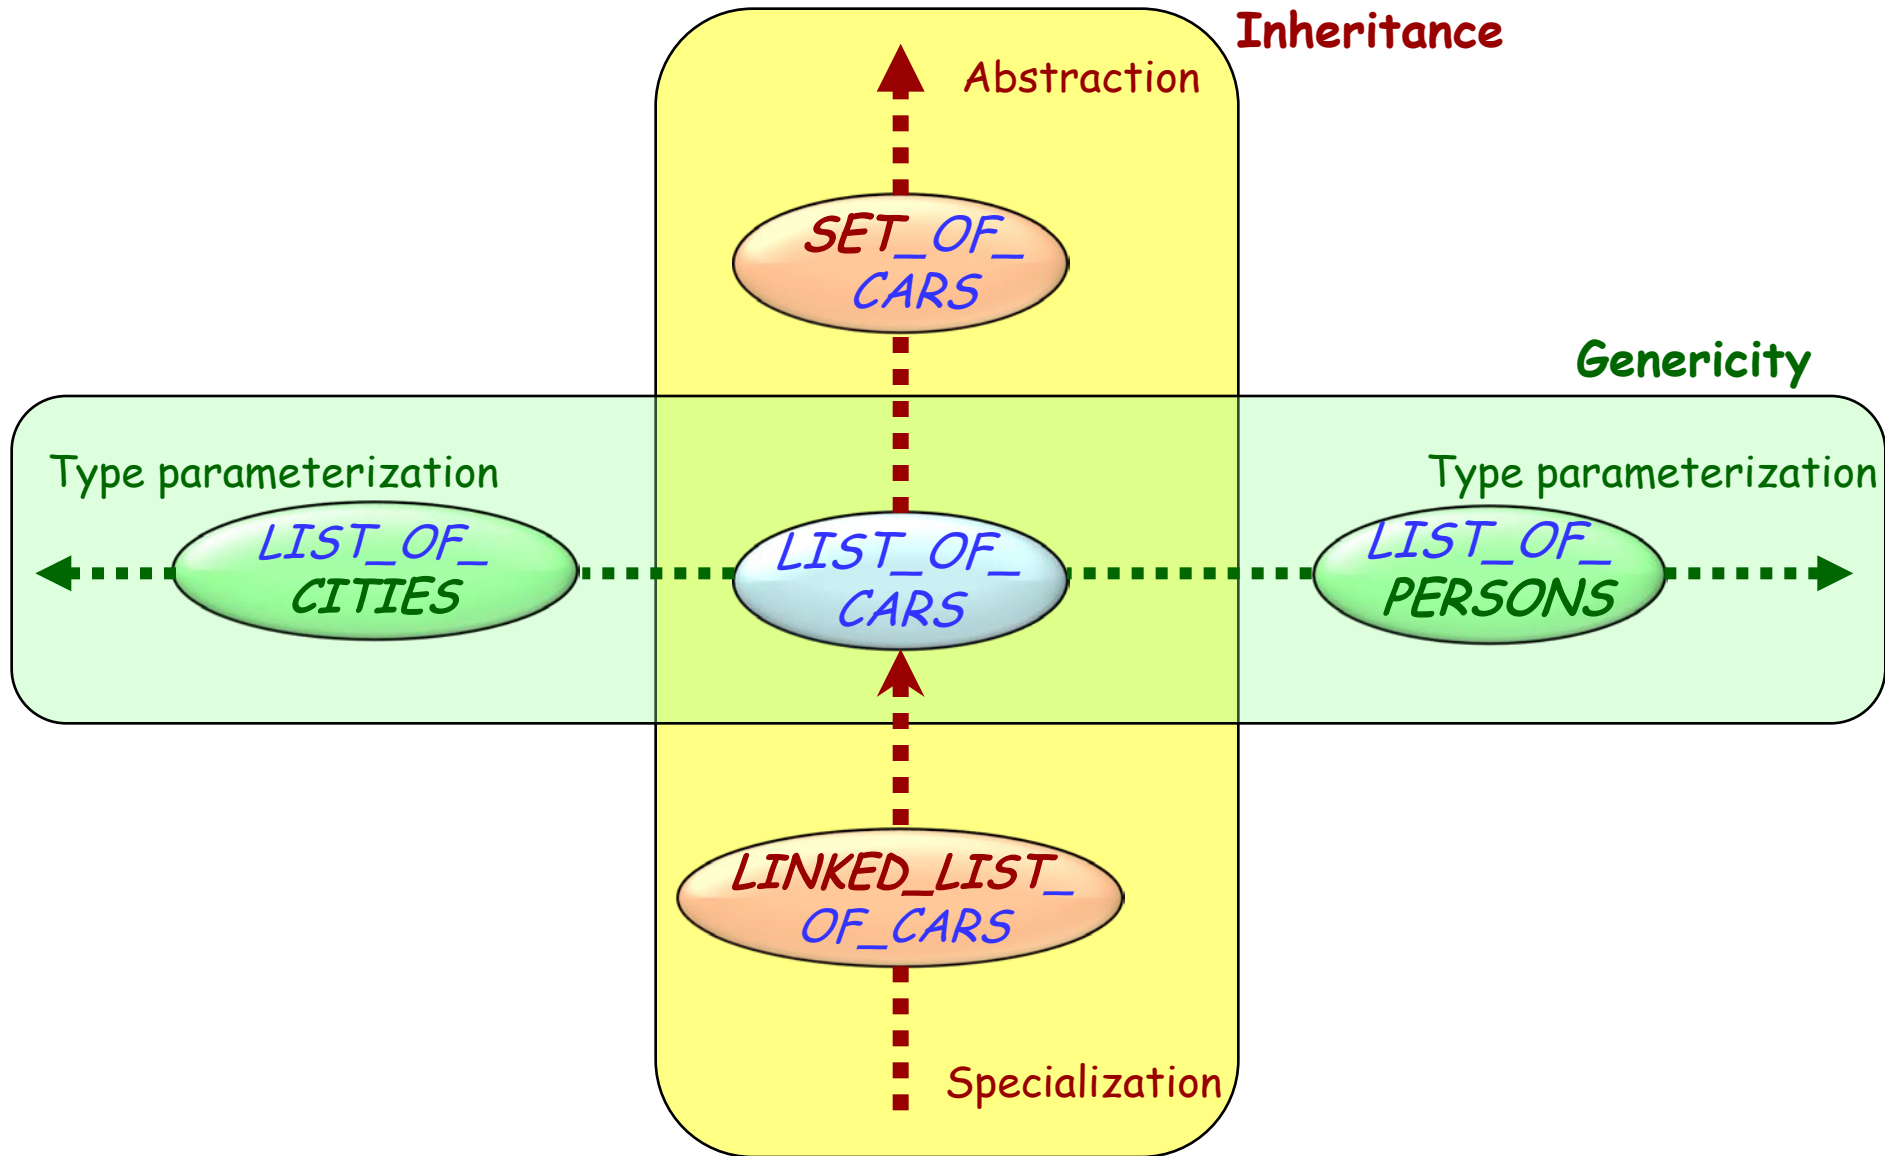 Inheritance
Abstraction
SET_OF_
CARS
Genericity
Type parameterization
Type parameterization
LIST_OF_
CITIES
LIST_OF_
CARS
LIST_OF_
PERSONS
LINKED_LIST_
OF_CARS
Specialization